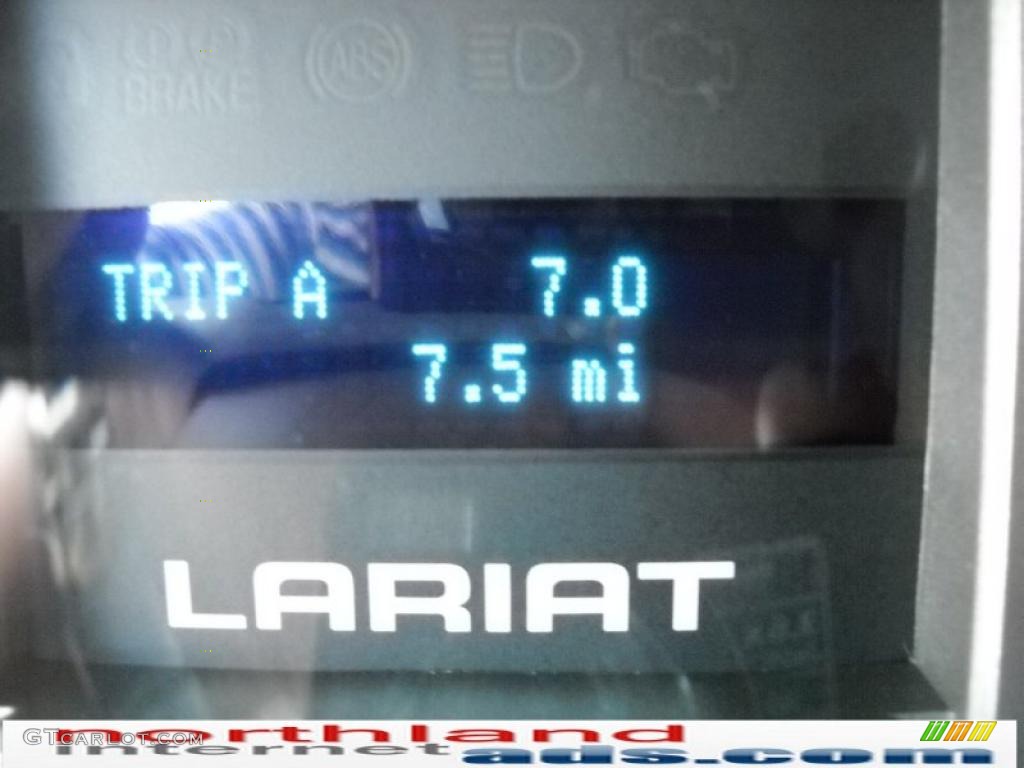 BRAKE ABS
TRIP A 7.0
7.5 mi
LARIAT
GTCARLOT.COM
northland
internet ads.com